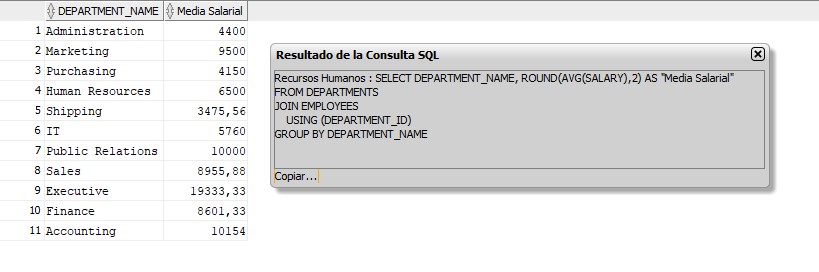 DEPARTMENT_NAME Media Salarial
1 Administration 4400
2 Marketing 9500
3 Purchasing 4150
4 Human Resources 6500
5 Shipping 3475,56
6 IT 5760
7 Public Relations 10000
8 Sales 8955,88
9 Executive 19333,33
10 Finance 8601,33
11 Accounting 10154
Resultado de la Consulta SQL
Recursos Humanos : SELECT DEPARTMENT_NAME, ROUND(AVG(SALARY),2) AS "Media Salarial"
FROM DEPARTMENTS
JOIN EMPLOYEES
USING (DEPARTMENT_ID)
GROUP BY DEPARTMENT_NAME
Copiar...